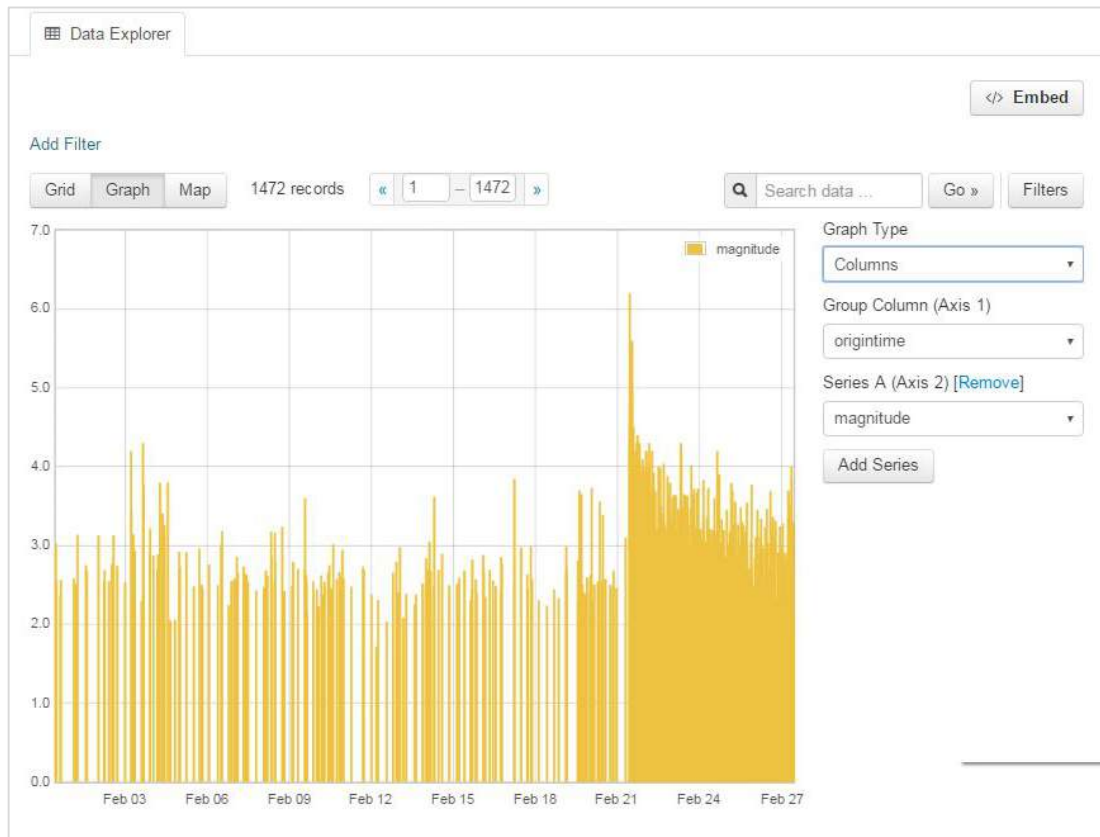 Data Explorer
</> Embed
Add Filter
Grid Graph Map 1472 records « 1 – 1472 » Search data ... Go » Filters
Graph Type
Columns
Group Column (Axis 1)
origintime
Series A (Axis 2) [Remove]
magnitude
Add Series
magnitude
7.0
6.0
5.0
4.0
3.0
2.0
1.0
0.0
Feb 03 Feb 06 Feb 09 Feb 12 Feb 15 Feb 18 Feb 21 Feb 24 Feb 27